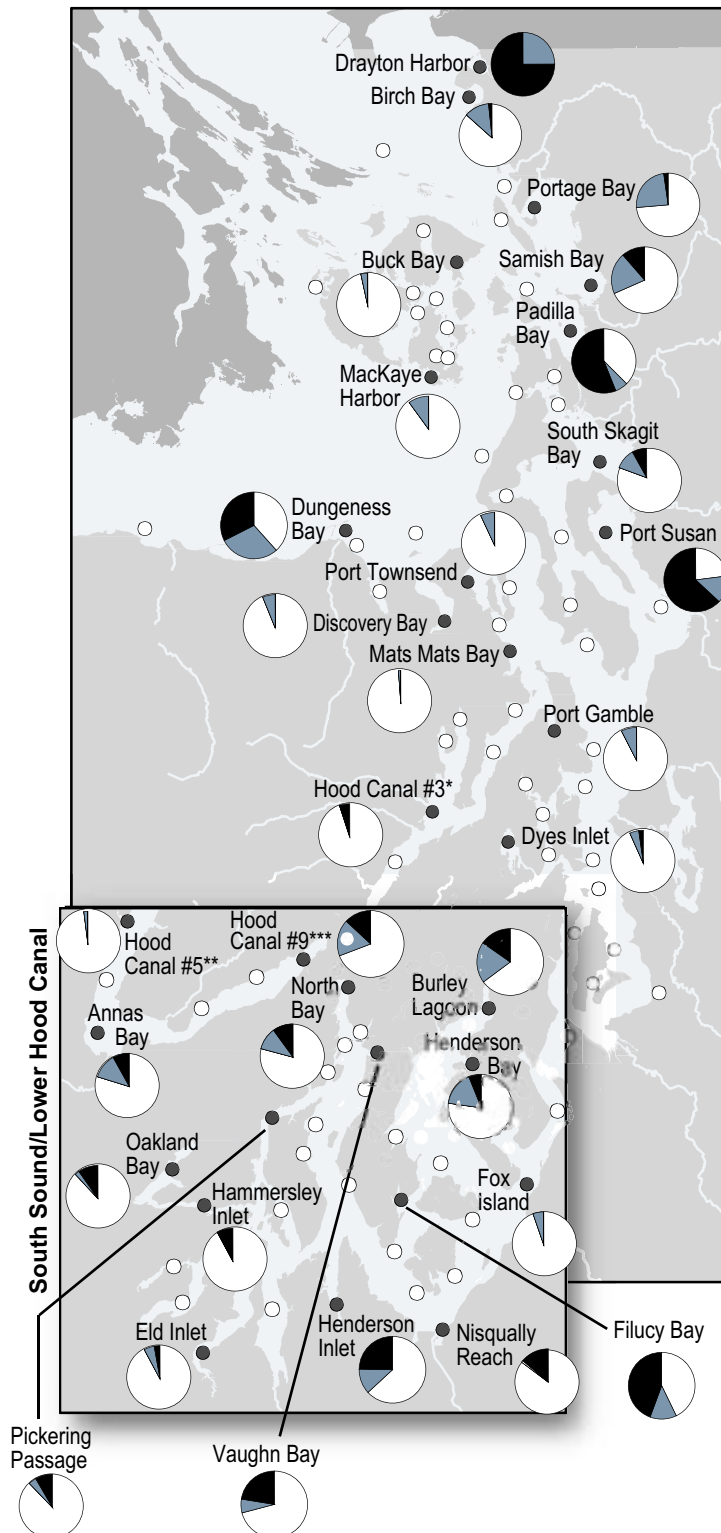 Drayton Harbor
Birch Bay
Portage Bay
Buck Bay
Samish Bay
Padilla
Bay
MacKaye
Harbor
South Skagit
Bay
Dungeness
Bay
Port Susan
Port Townsend
Discovery Bay
Mats Mats Bay
Port Gamble
Hood Canal #3*
Dyes Inlet
South Sound/Lower Hood Canal
Hood
Canal #5**
Hood
Canal #9***
North
Bay
Burley
Lagoon
Annas
Bay
Henderson
Bay
Oakland
Bay
Hammersley
Inlet
Fox
Island
Eld Inlet
Henderson
Inlet
Nisqually
Reach
Filucy Bay
Pickering
Passage
Vaughn Bay